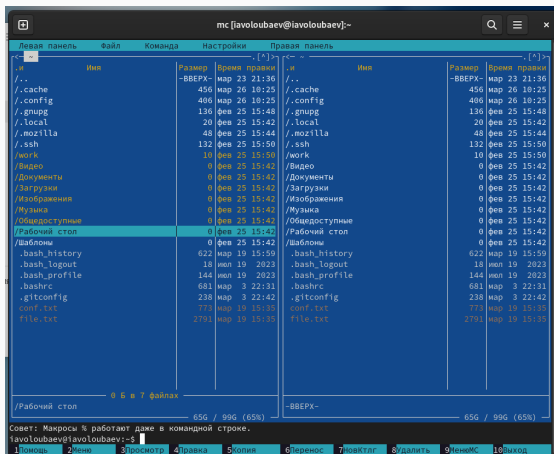 mc [iavoloubaev@iavoloubaev]:~
Левая панель Файл Команда Настройки Правая панель
<— ~ .[^]> <— ~ .[^]>
.и Имя Размер Время правки .и Имя Размер Время правки
/.. -ВВЕРХ- мар 23 21:36 /.. -ВВЕРХ- мар 23 21:36
/.cache 456 мар 26 10:25 /.cache 456 мар 26 10:25
/.config 406 мар 26 10:25 /.config 406 мар 26 10:25
/.gnupg 136 фев 25 15:48 /.gnupg 136 фев 25 15:48
/.local 20 фев 25 15:42 /.local 20 фев 25 15:42
/.mozilla 48 фев 25 15:44 /.mozilla 48 фев 25 15:44
/.ssh 132 фев 25 15:50 /.ssh 132 фев 25 15:50
/work 10 фев 25 15:50 /work 10 фев 25 15:50
/Видео 0 фев 25 15:42 /Видео 0 фев 25 15:42
/Документы 0 фев 25 15:42 /Документы 0 фев 25 15:42
/Загрузки 0 фев 25 15:42 /Загрузки 0 фев 25 15:42
/Изображения 0 фев 25 15:42 /Изображения 0 фев 25 15:42
/Музыка 0 фев 25 15:42 /Музыка 0 фев 25 15:42
/Общедоступные 0 фев 25 15:42 /Общедоступные 0 фев 25 15:42
/Рабочий стол 0 фев 25 15:42 /Рабочий стол 0 фев 25 15:42
/Шаблоны 0 фев 25 15:42 /Шаблоны 0 фев 25 15:42
.bash_history 622 мар 19 15:59 .bash_history 622 мар 19 15:59
.bash_logout 18 июл 19 2023 .bash_logout 18 июл 19 2023
.bash_profile 144 июл 19 2023 .bash_profile 144 июл 19 2023
.bashrc 681 мар 3 22:31 .bashrc 681 мар 3 22:31
.gitconfig 238 мар 3 22:42 .gitconfig 238 мар 3 22:42
conf.txt 773 мар 19 15:35 conf.txt 773 мар 19 15:35
file.txt 2791 мар 19 15:35 file.txt 2791 мар 19 15:35
0 Б в 7 файлах
/Рабочий стол -ВВЕРХ-
65G / 99G (65%) 65G / 99G (65%)
Совет: Макросы % работают даже в командной строке.
iavoloubaev@iavoloubaev:~$
1Помощь 2Меню 3Просмотр 4Правка 5Копия 6Перенос 7НовКтлг 8Удалить 9МенюMC 10Выход